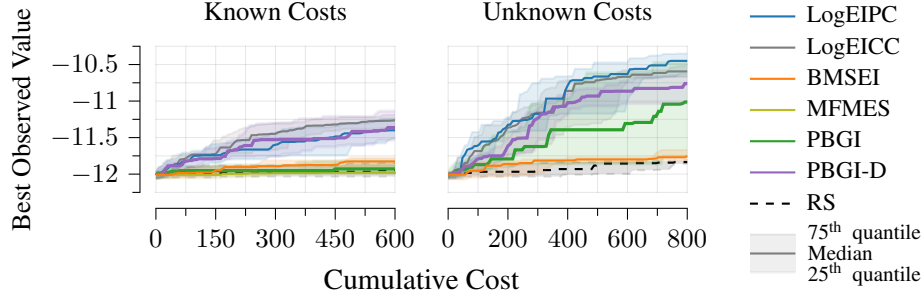 Known Costs
Unknown Costs
Best Observed Value
−10.5
−11
−11.5
−12
0 150 300 450 600
0 200 400 600 800
Cumulative Cost
LogEIPC
LogEICC
BMSEI
MFMES
PBGI
PBGI-D
RS
75th quantile
Median
25th quantile